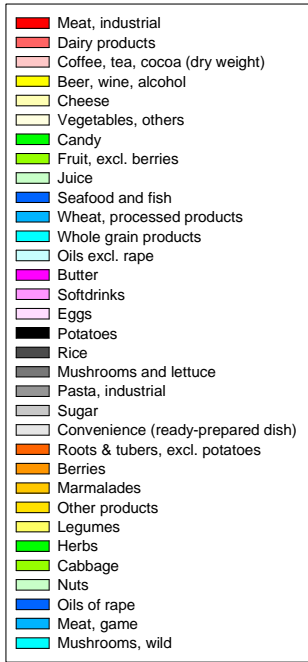 Meat, industrial
Dairy products
Coffee, tea, cocoa (dry weight)
Beer, wine, alcohol
Cheese
Vegetables, others
Candy
Fruit, excl. berries
Juice
Seafood and fish
Wheat, processed products
Whole grain products
Oils excl. rape
Butter
Softdrinks
Eggs
Potatoes
Rice
Mushrooms and lettuce
Pasta, industrial
Sugar
Convenience (ready-prepared dish)
Roots & tubers, excl. potatoes
Berries
Marmalades
Other products
Legumes
Herbs
Cabbage
Nuts
Oils of rape
Meat, game
Mushrooms, wild